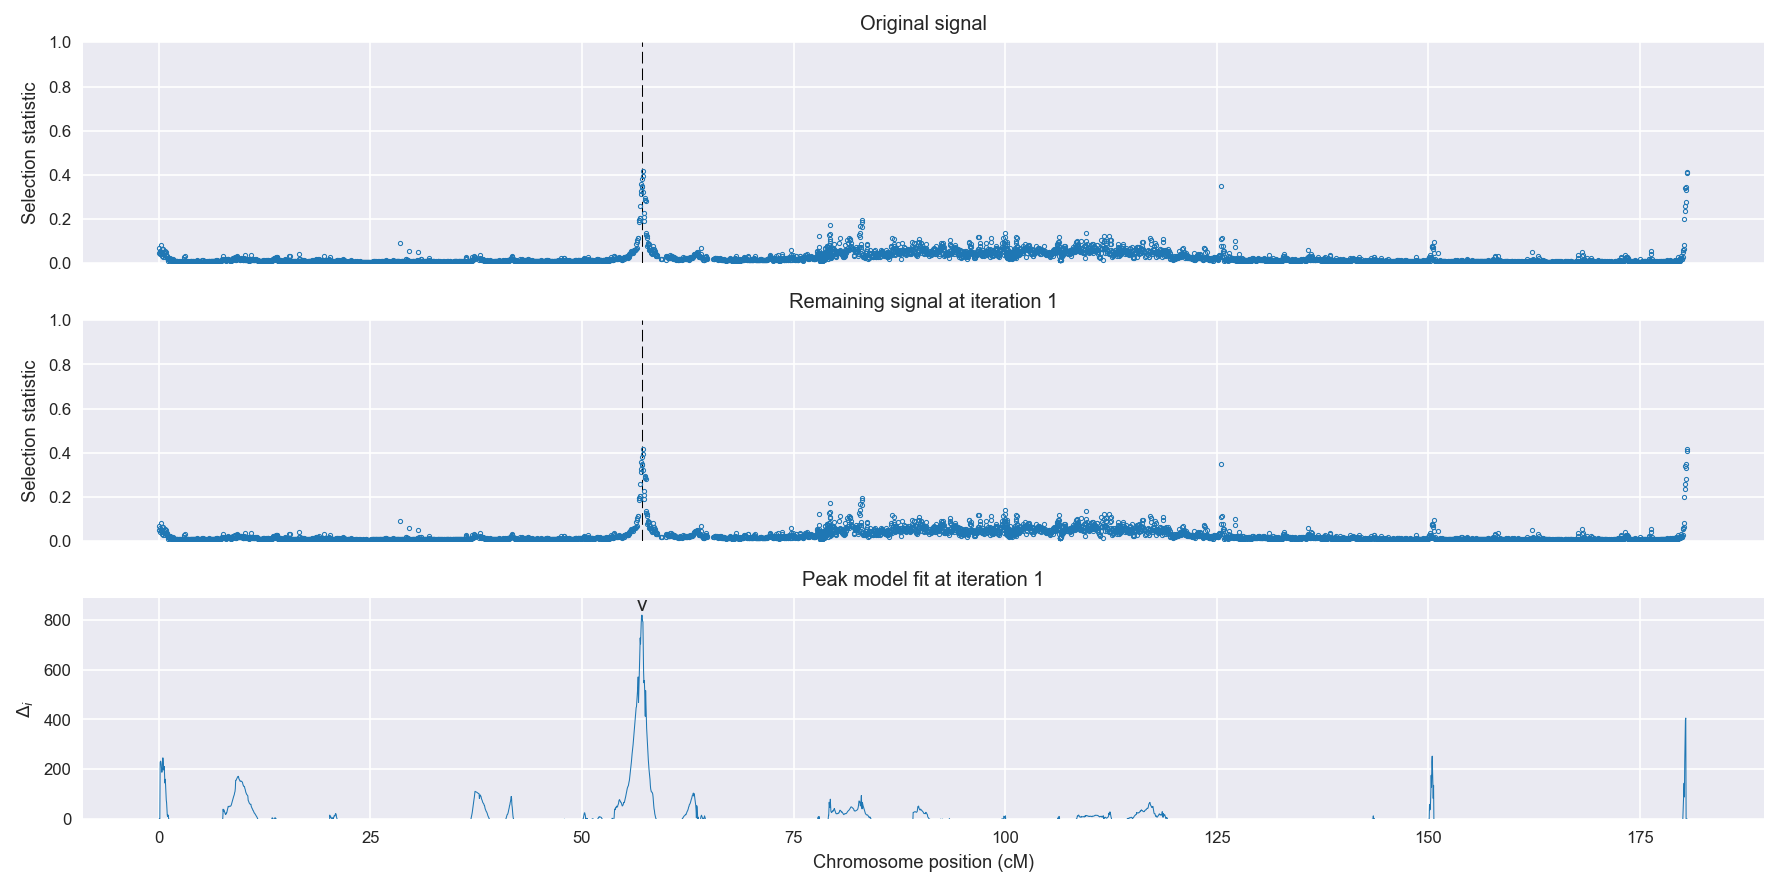 Original signal
1.0
0.8
0.6
0.4
0.2
0.0
Selection statistic
Remaining signal at iteration 1
1.0
0.8
0.6
0.4
0.2
0.0
Selection statistic
Peak model fit at iteration 1
v
800
600
400
200
0
Δi
0 25 50 75 100 125 150 175
Chromosome position (cM)